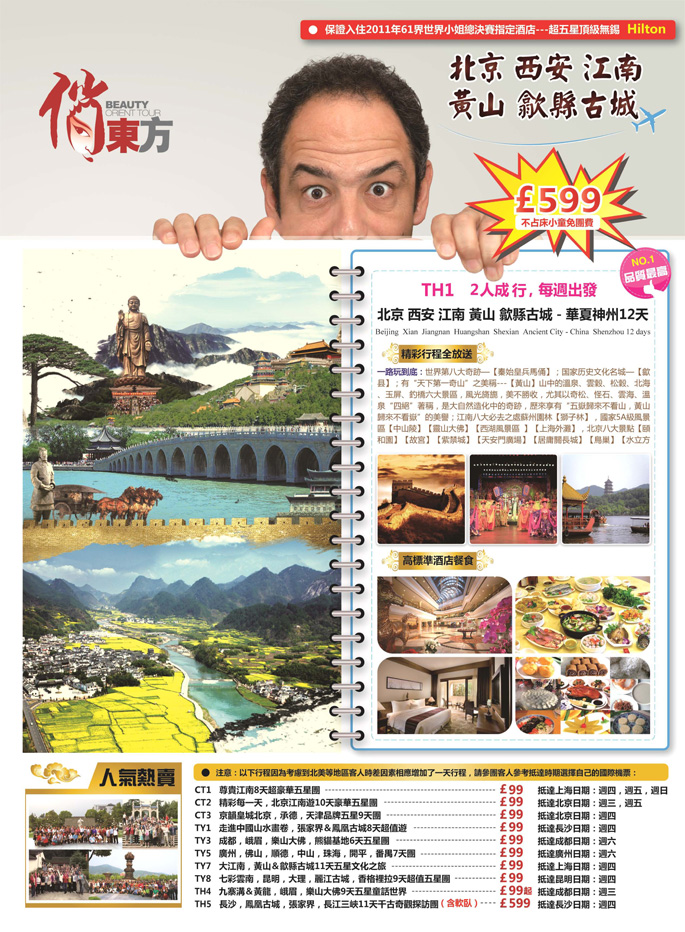 ● 保證入住2011年61界世界小姐總決賽指定酒店---超五星頂級無錫 Hilton
俏東方
BEAUTY
ORIENT TOUR
北京 西安 江南
黃山 歙縣古城
£599
不占床小童免團費
NO.1
品質最高
TH1 2人成行，每週出發
北京 西安 江南 黃山 歙縣古城 - 華夏神州12天
Beijing Xian Jiangnan Huangshan Shexian Ancient City - China Shenzhou 12 days
精彩行程全放送
一路玩到底：世界第八大奇跡—【秦始皇兵馬俑】；国家历史文化名城—【歙
县】；有“天下第一奇山”之美稱---【黃山】山中的溫泉、雲毅、松毅、北海
、玉屏、釣橋六大景區，風光旖旎，美不勝收，尤其以奇松、怪石、雲海、溫
泉“四絕”著稱，是大自然造化中的奇跡，歷來享有“五嶽歸來不看山，黃山
歸來不看嶽”的美譽；江南八大必去之處蘇州園林【獅子林】，國家5A級風景
區【中山陵】【靈山大佛】【西湖風景區 】【上海外灘】，北京八大景點【頤
和園】【故宮】【紫禁城】【天安門廣場】【居庸關長城】【鳥巢】【水立方
高標準酒店餐食
人氣熱賣
● 注意：以下行程因為考慮到北美等地區客人時差因素相應增加了一天行程，請參團客人參考抵達時期選擇自己的國際機票：
CT1 尊貴江南8天超豪華五星團 £99 抵達上海日期：週四，週五，週日
CT2 精彩每一天，北京江南遊10天豪華五星團 £99 抵達北京日期：週三，週五
CT3 京韻皇城北京，承德，天津品牌五星9天團 £99 抵達北京日期：週四
TY1 走進中國山水畫卷，張家界＆鳳凰古城8天超值遊 £99 抵達長沙日期：週四
TY3 成都，峨眉，樂山大佛，熊貓基地6天五星團 £99 抵達成都日期：週六
TY5 廣州，佛山，順德，中山，珠海，開平，番禺7天團 £99 抵達廣州日期：週六
TY7 大江南，黃山＆歙縣古城11天五星文化之旅 £99 抵達上海日期：週四
TY8 七彩雲南，昆明，大理，麗江古城，香格裡拉9天超值五星團 £99 抵達昆明日期：週四
TH4 九寨溝＆黃龍，峨眉，樂山大佛9天五星童話世界 £99起 抵達成都日期：週三
TH5 長沙，鳳凰古城，張家界，長江三峽11天千古奇觀探訪團（含軟臥） £599 抵達長沙日期：週四